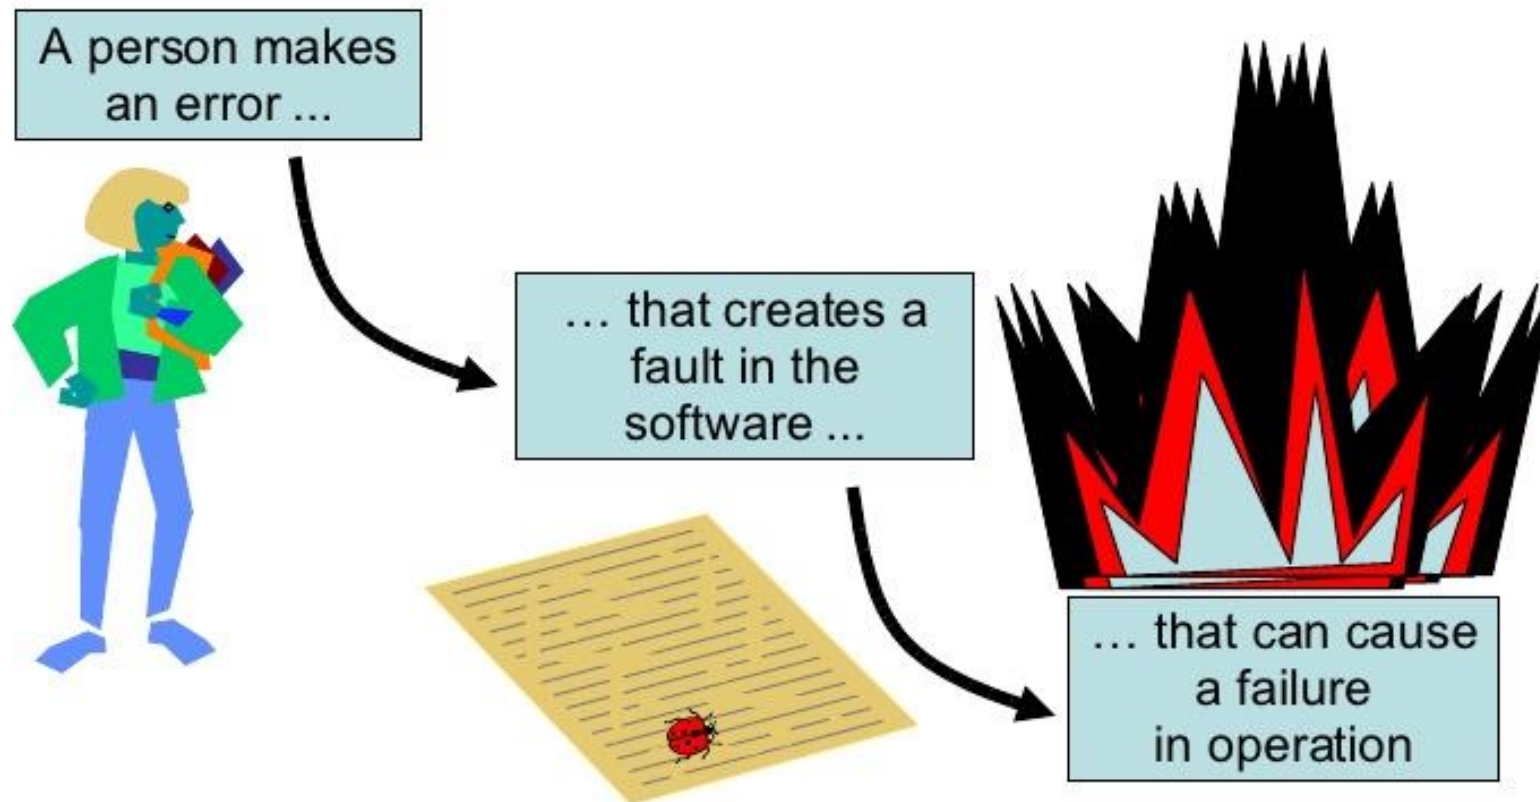 A person makes
an error ...
... that creates a
fault in the
software ...
... that can cause
a failure
in operation